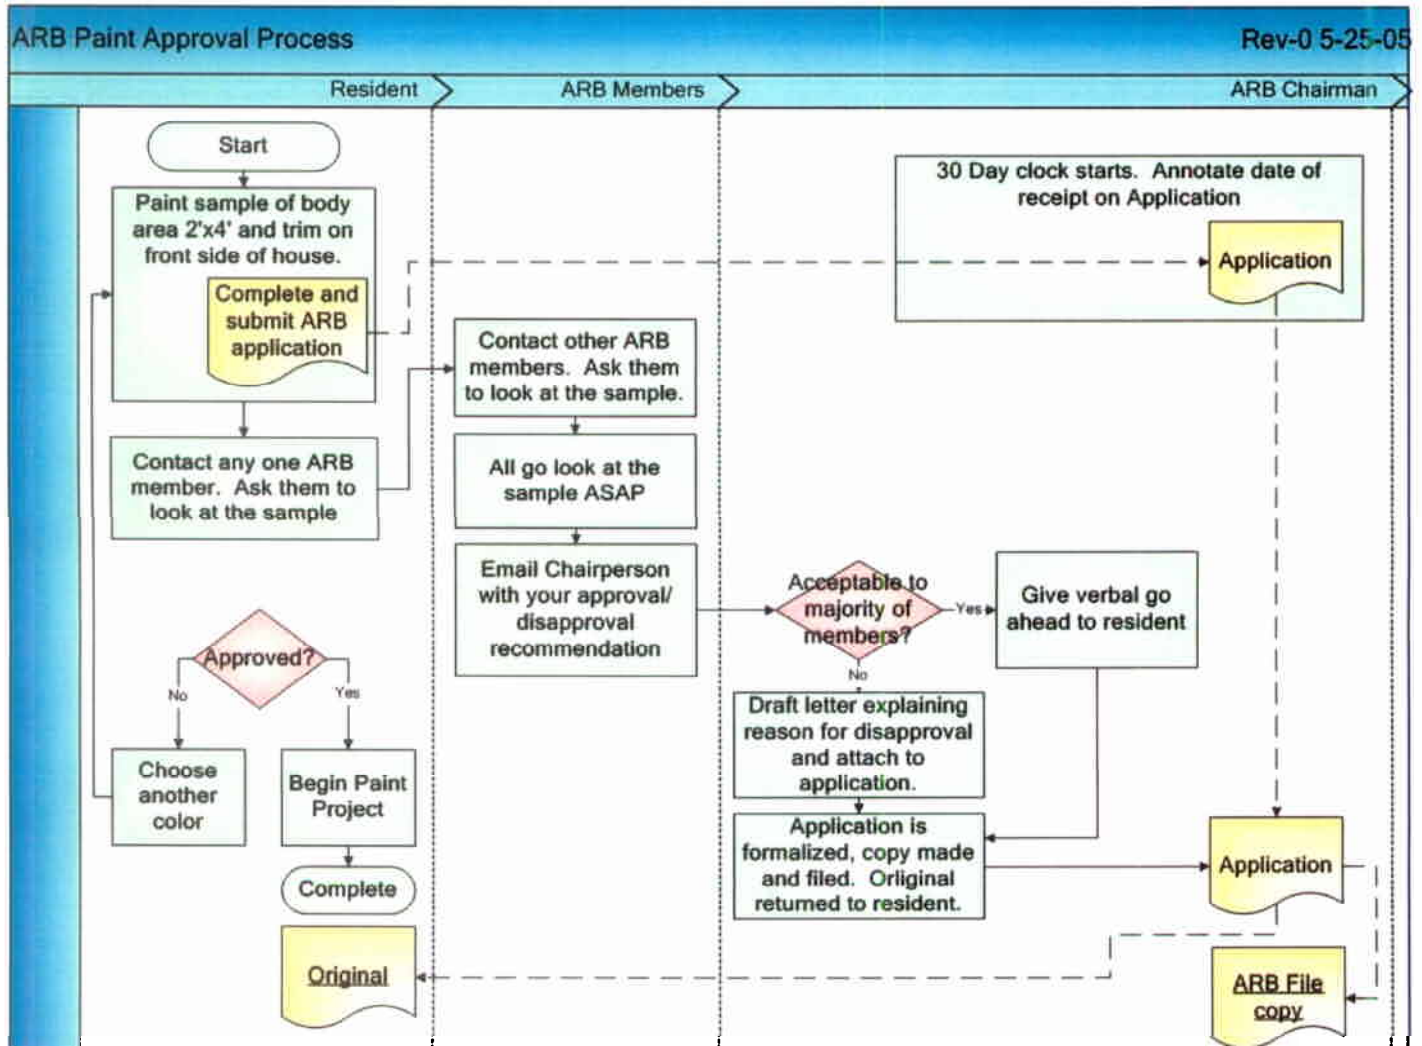 ARB Paint Approval Process
Rev-0 5-25-05
Resident
ARB Members
ARB Chairman
Start
Paint sample of body
area 2'x4' and trim on
front side of house.
Complete and
submit ARB
application
Contact any one ARB
member. Ask them to
look at the sample
Approved?
No
Yes
Choose
another
color
Begin Paint
Project
Complete
Original
Contact other ARB
members. Ask them
to look at the sample.
All go look at the
sample ASAP
Email Chairperson
with your approval/
disapproval
recommendation
30 Day clock starts. Annotate date of
receipt on Application
Application
Acceptable to
majority of
members?
Yes
No
Give verbal go
ahead to resident
Draft letter explaining
reason for disapproval
and attach to
application.
Application is
formalized, copy made
and filed. Orliginal
returned to resident.
Application
ARB File
copy